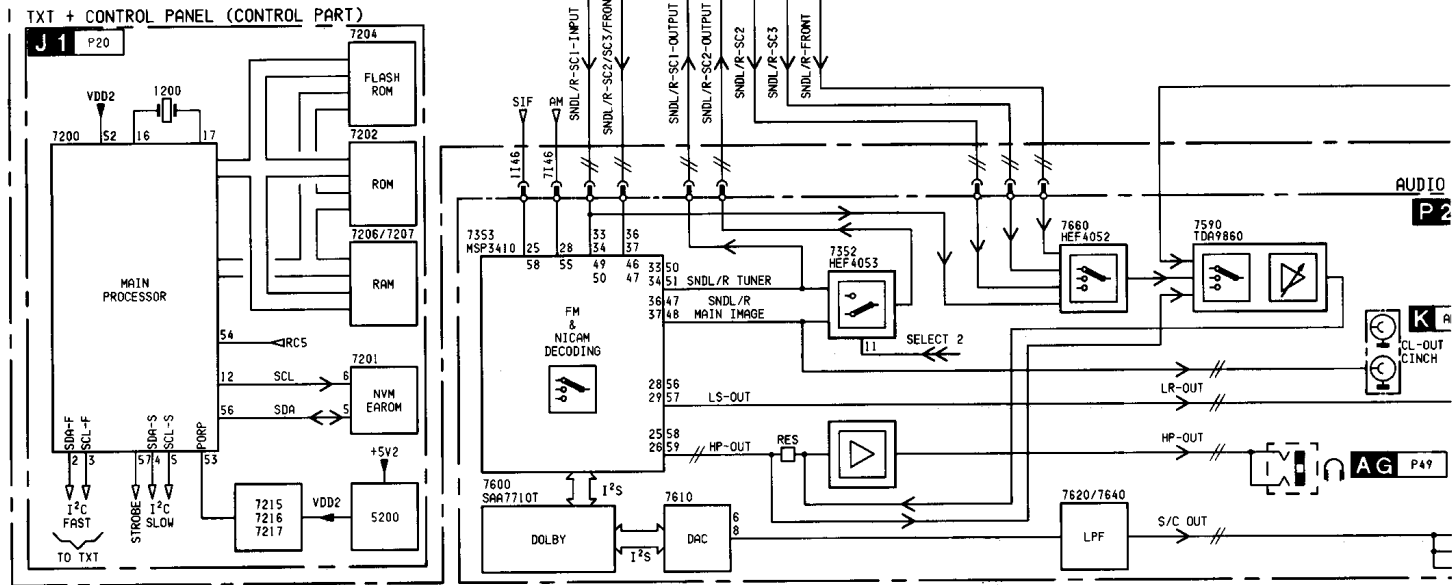 TXT + CONTROL PANEL (CONTROL PART)
J 1 P20
7204
FLASH
ROM
VDD2
1200
7200 52 16 17
7202
ROM
7206/7207
RAM
MAIN
PROCESSOR
54
RC5
7201
12 SCL 6
NVM
EAROM
56 SDA 5
SDA-F
SCL-F
SDA-S
SCL-S
PORP
2 3 57 4 5 53
+5V2
I²C
FAST
STROBE
I²C
SLOW
TO TXT
7215
7216
7217
VDD2
5200
SNDL/R-SC1-INPUT
SNDL/R-SC2/SC3/FRON
SNDL/R-SC1-OUTPUT
SNDL/R-SC2-OUTPUT
SNDL/R-SC2
SNDL/R-SC3
SNDL/R-FRONT
SIF
AM
1I46
7I46
AUDIO
P 2
7353
MSP3410
25 28 33 36
34 37
58 55 49 46
50 47
FM
&
NICAM
DECODING
33 50
34 51
SNDL/R TUNER
36 47
37 48
SNDL/R
MAIN IMAGE
7352
HEF4053
11
SELECT 2
7660
HEF4052
7590
TDA9860
K A
CL-OUT
CINCH
28 56
29 57
LS-OUT
LR-OUT
25 58
26 59
HP-OUT
RES
HP-OUT
AG P49
I²S
7600
SAA7710T
DOLBY
I²S
7610
DAC
6
8
7620/7640
LPF
S/C OUT